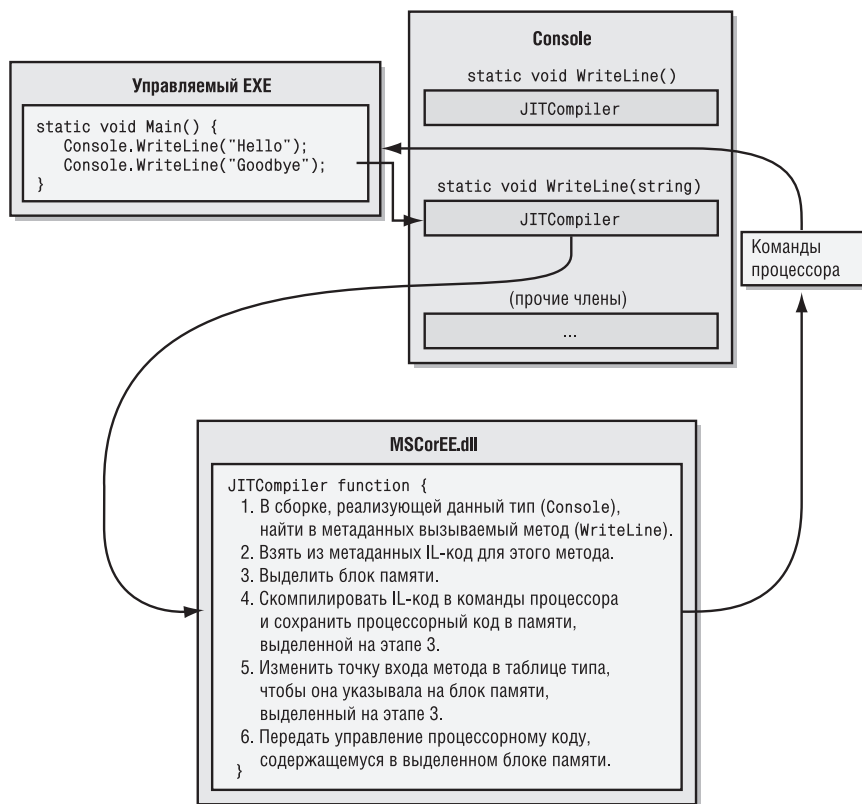 Управляемый EXE
static void Main() {
Console.WriteLine("Hello");
Console.WriteLine("Goodbye");
}
Console
static void WriteLine()
JITCompiler
static void WriteLine(string)
JITCompiler
(прочие члены)
...
Команды
процессора
MSCorEE.dll
JITCompiler function {
1. В сборке, реализующей данный тип (Console),
найти в метаданных вызываемый метод (WriteLine).
2. Взять из метаданных IL-код для этого метода.
3. Выделить блок памяти.
4. Скомпилировать IL-код в команды процессора
и сохранить процессорный код в памяти,
выделенной на этапе 3.
5. Изменить точку входа метода в таблице типа,
чтобы она указывала на блок памяти,
выделенный на этапе 3.
6. Передать управление процессорному коду,
содержащемуся в выделенном блоке памяти.
}